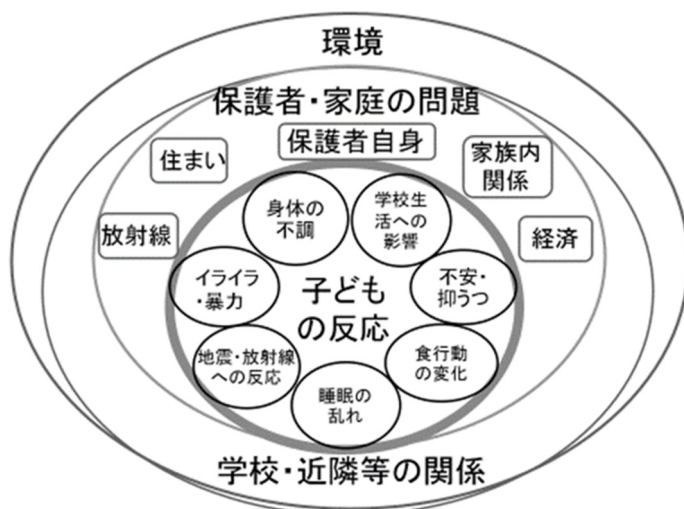 環境
保護者・家庭の問題
保護者自身
住まい
家族内
関係
放射線
経済
身体の
不調
学校生
活への
影響
イライラ
・暴力
不安・
抑うつ
子ども
の反応
地震・放射線
への反応
食行動
の変化
睡眠の
乱れ
学校・近隣等の関係